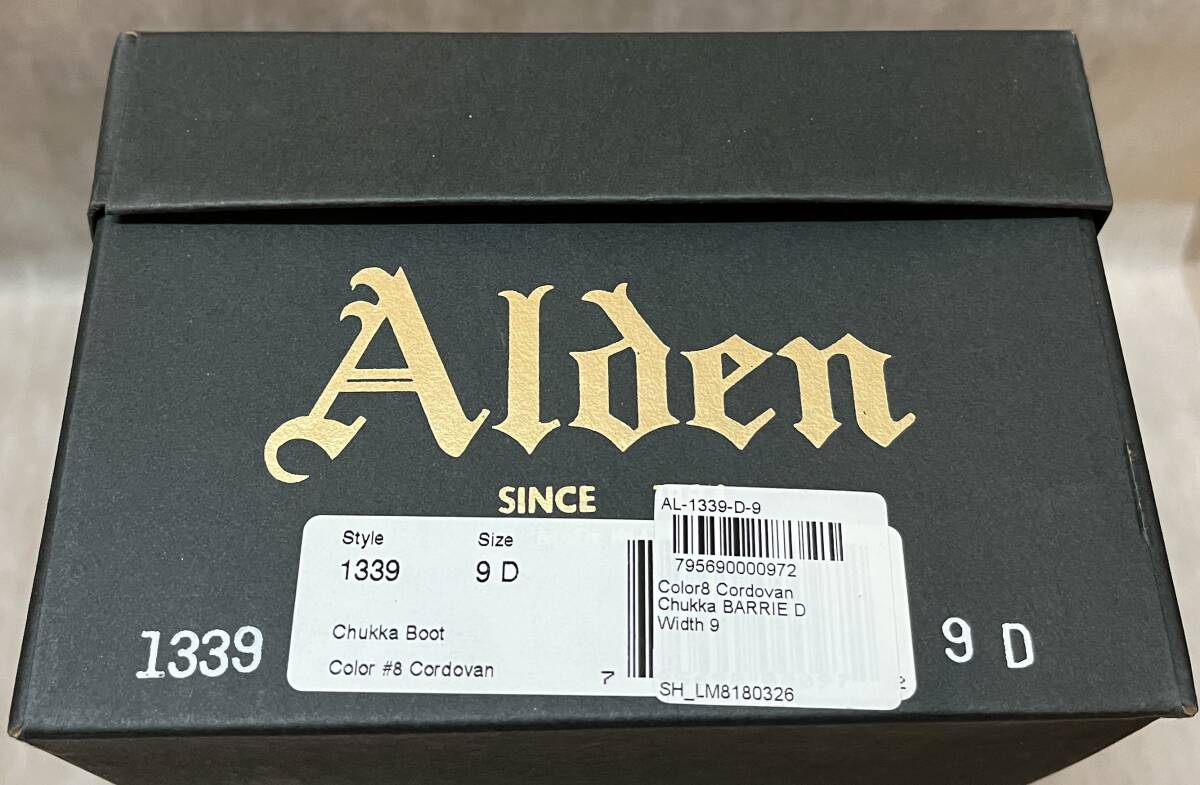 Alden
SINCE
Style Size
1339 9 D
Chukka Boot
Color #8 Cordovan
7
AL-1339-D-9
795690000972
Color8 Cordovan
Chukka BARRIE D
Width 9
SH_LM8180326
1339
9 D